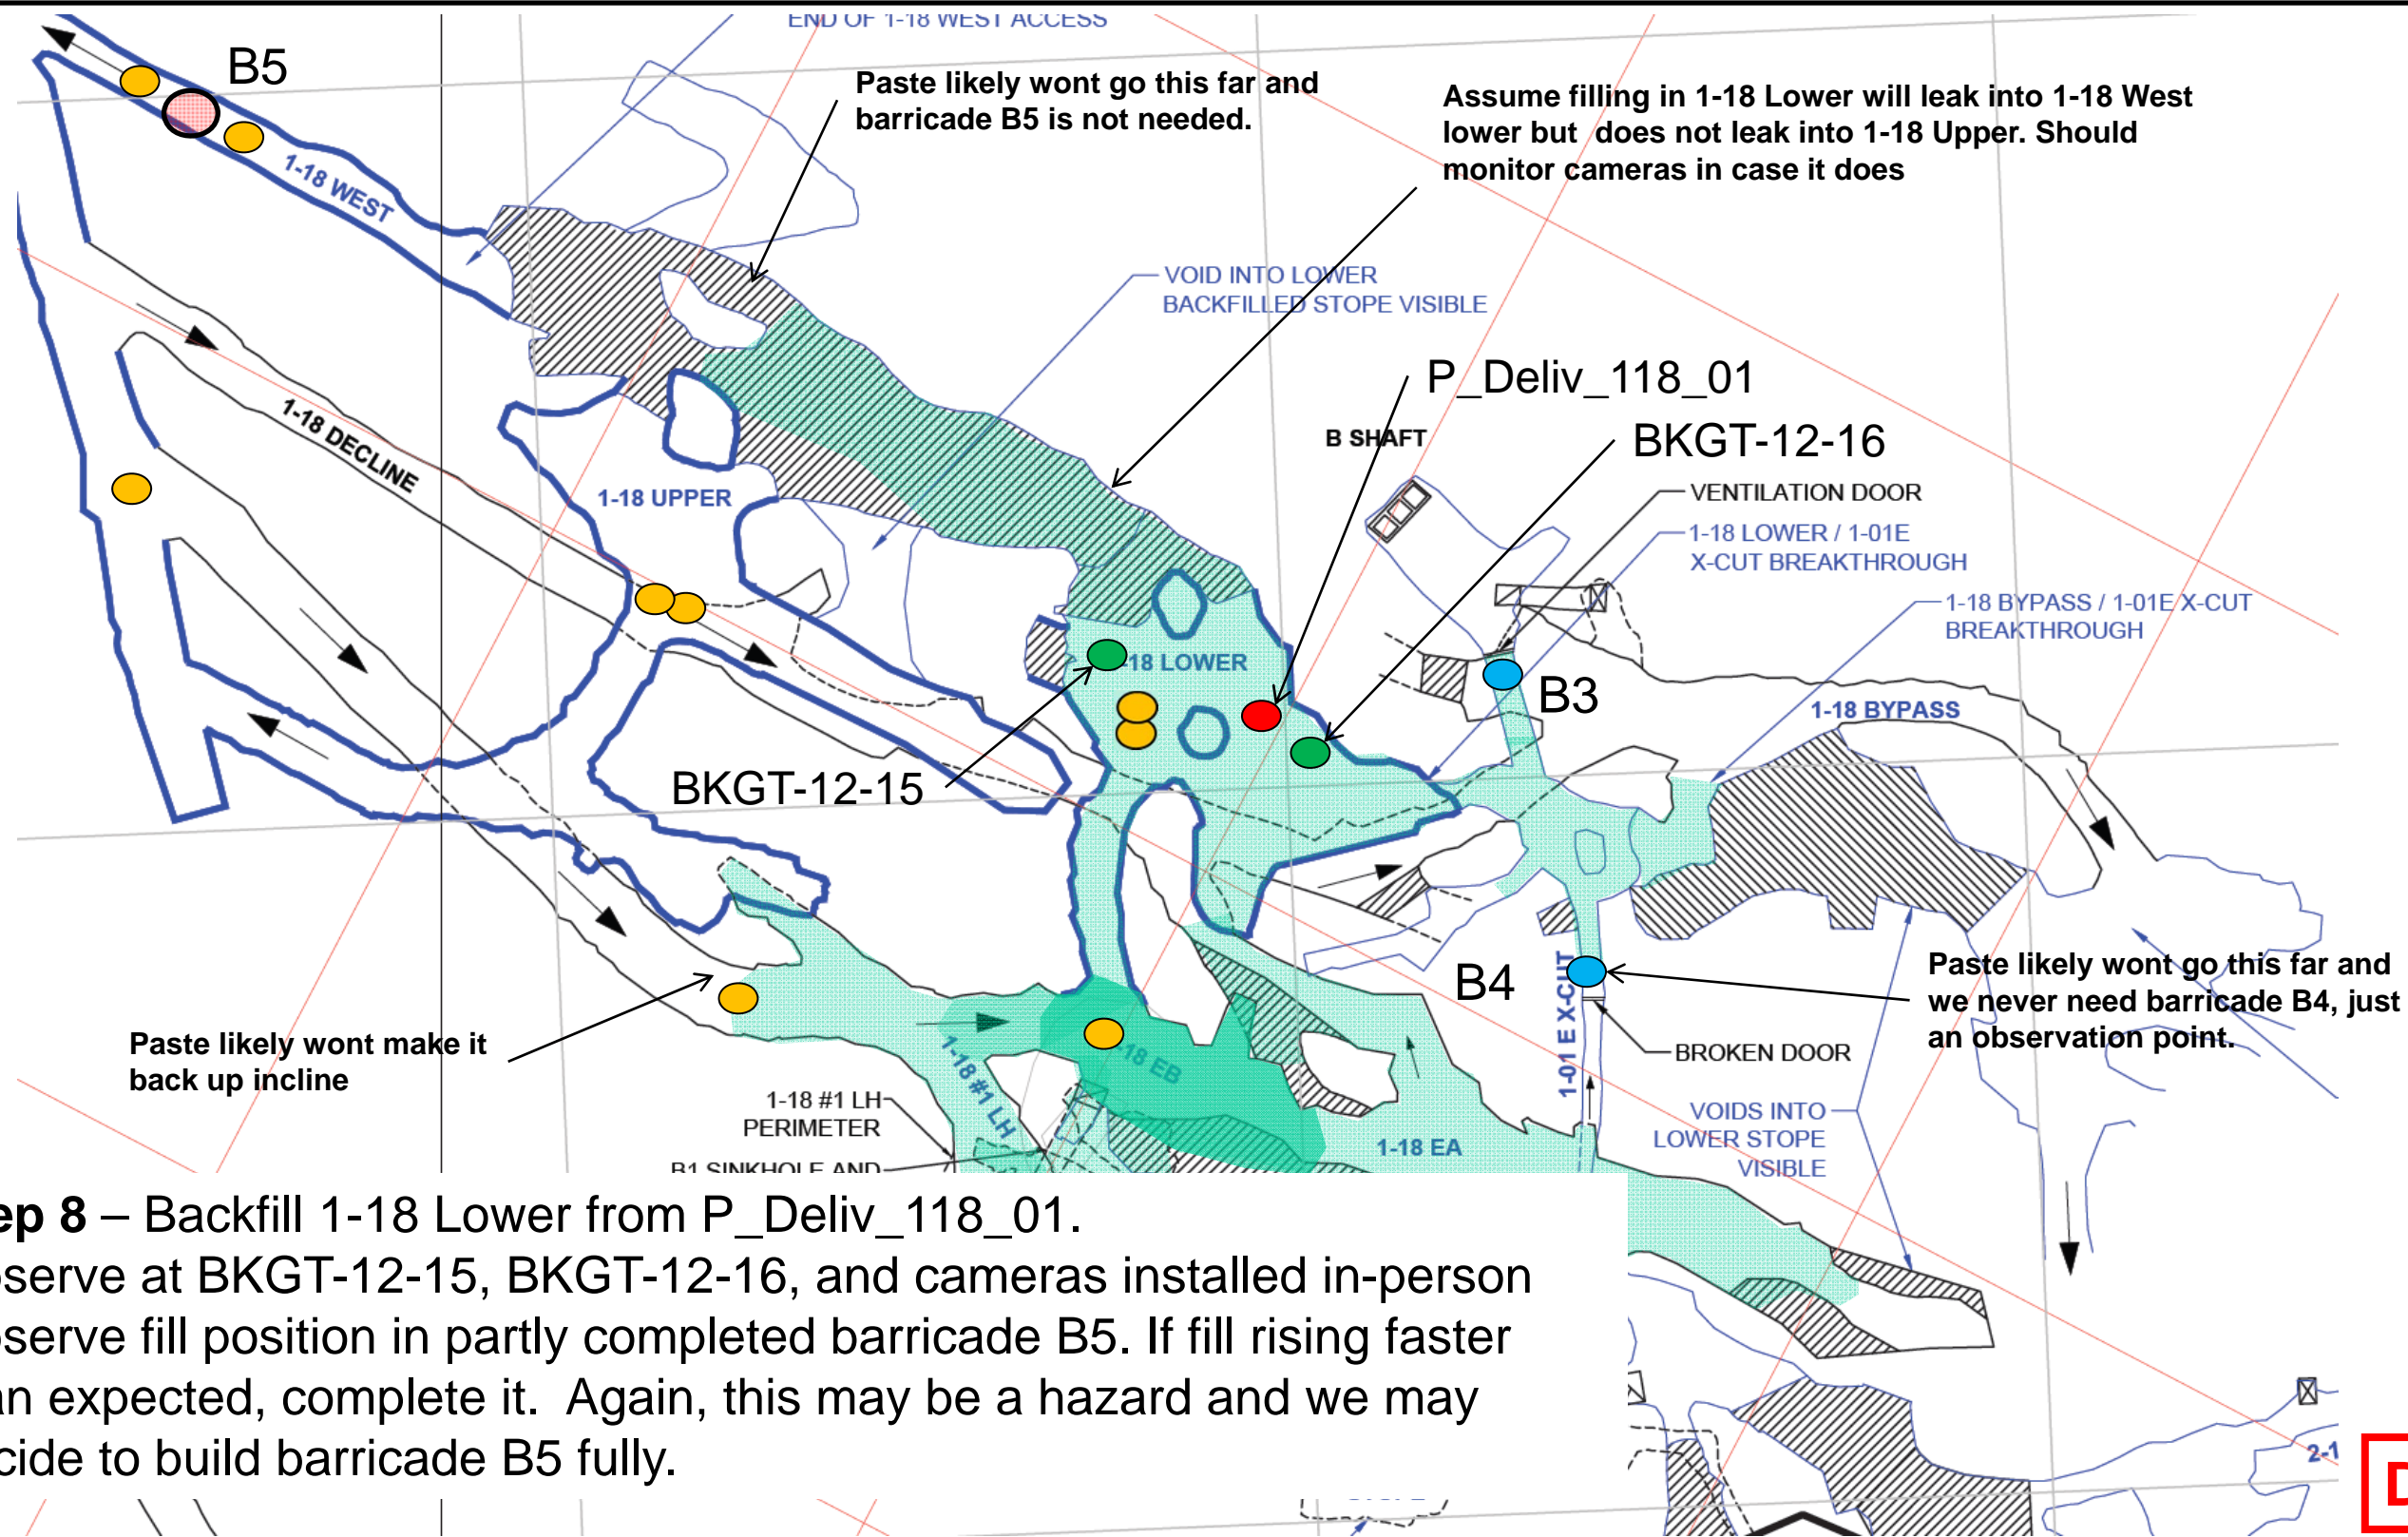 END OF 1-18 WEST ACCESS
B5
Paste likely wont go this far and
barricade B5 is not needed.
Assume filling in 1-18 Lower will leak into 1-18 West
lower but does not leak into 1-18 Upper. Should
monitor cameras in case it does
1-18 WEST
VOID INTO LOWER
BACKFILLED STOPE VISIBLE
P_Deliv_118_01
B SHAFT
BKGT-12-16
1-18 DECLINE
1-18 UPPER
VENTILATION DOOR
1-18 LOWER / 1-01E
X-CUT BREAKTHROUGH
1-18 BYPASS / 1-01E X-CUT
BREAKTHROUGH
-18 LOWER
B3
1-18 BYPASS
BKGT-12-15
B4
1-01 E X-CUT
Paste likely wont go this far and
we never need barricade B4, just
an observation point.
Paste likely wont make it
back up incline
1-18 #1 LH
-18 EB
BROKEN DOOR
1-18 #1 LH
PERIMETER
1-18 EA
VOIDS INTO
LOWER STOPE
VISIBLE
B1 SINKHOLE AND
ep 8 – Backfill 1-18 Lower from P_Deliv_118_01.
serve at BKGT-12-15, BKGT-12-16, and cameras installed in-person
serve fill position in partly completed barricade B5. If fill rising faster
an expected, complete it. Again, this may be a hazard and we may
cide to build barricade B5 fully.
2-1
D